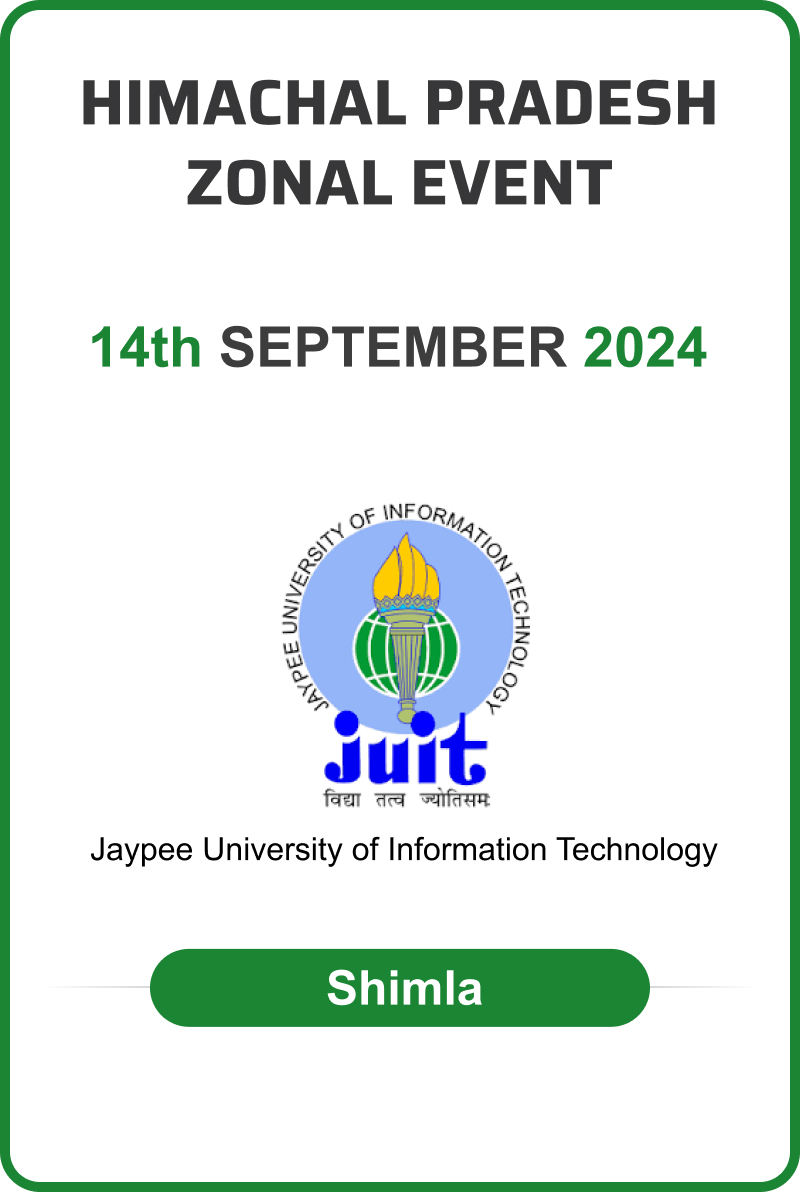 HIMACHAL PRADESH
ZONAL EVENT
14th SEPTEMBER 2024
JAYPEE UNIVERSITY OF INFORMATION TECHNOLOGY
juit
विद्या तत्व ज्योतिसमः
Jaypee University of Information Technology
Shimla